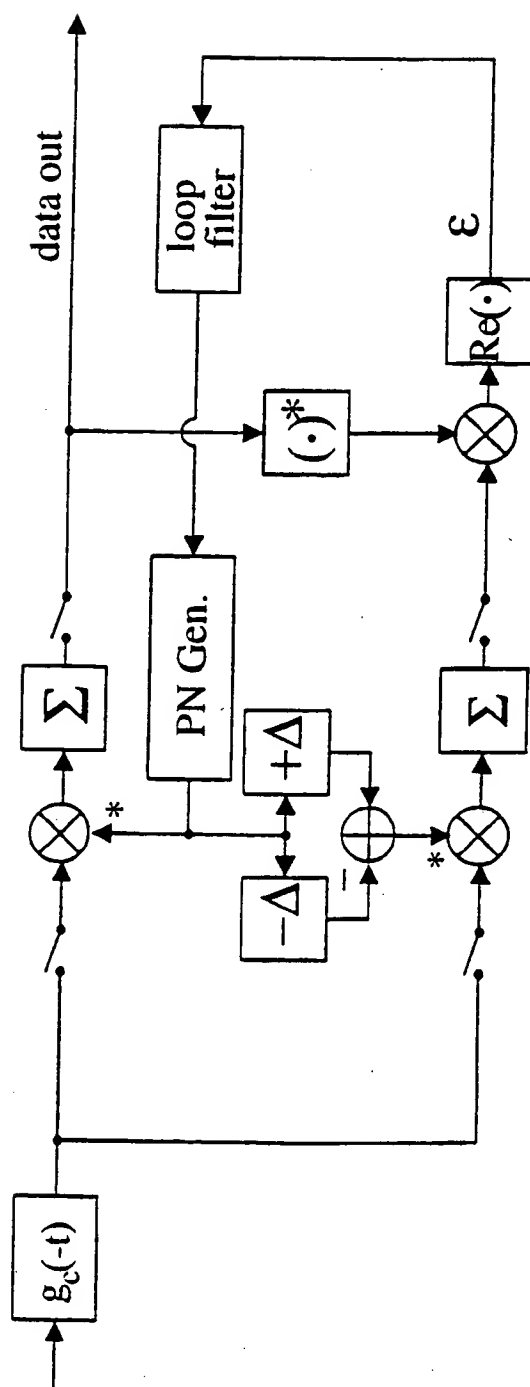 g_c(-t)
*
Σ
data out
PN Gen.
loop
filter
-Δ
+Δ
-
*
Σ
(·)*
Re(·)
ε